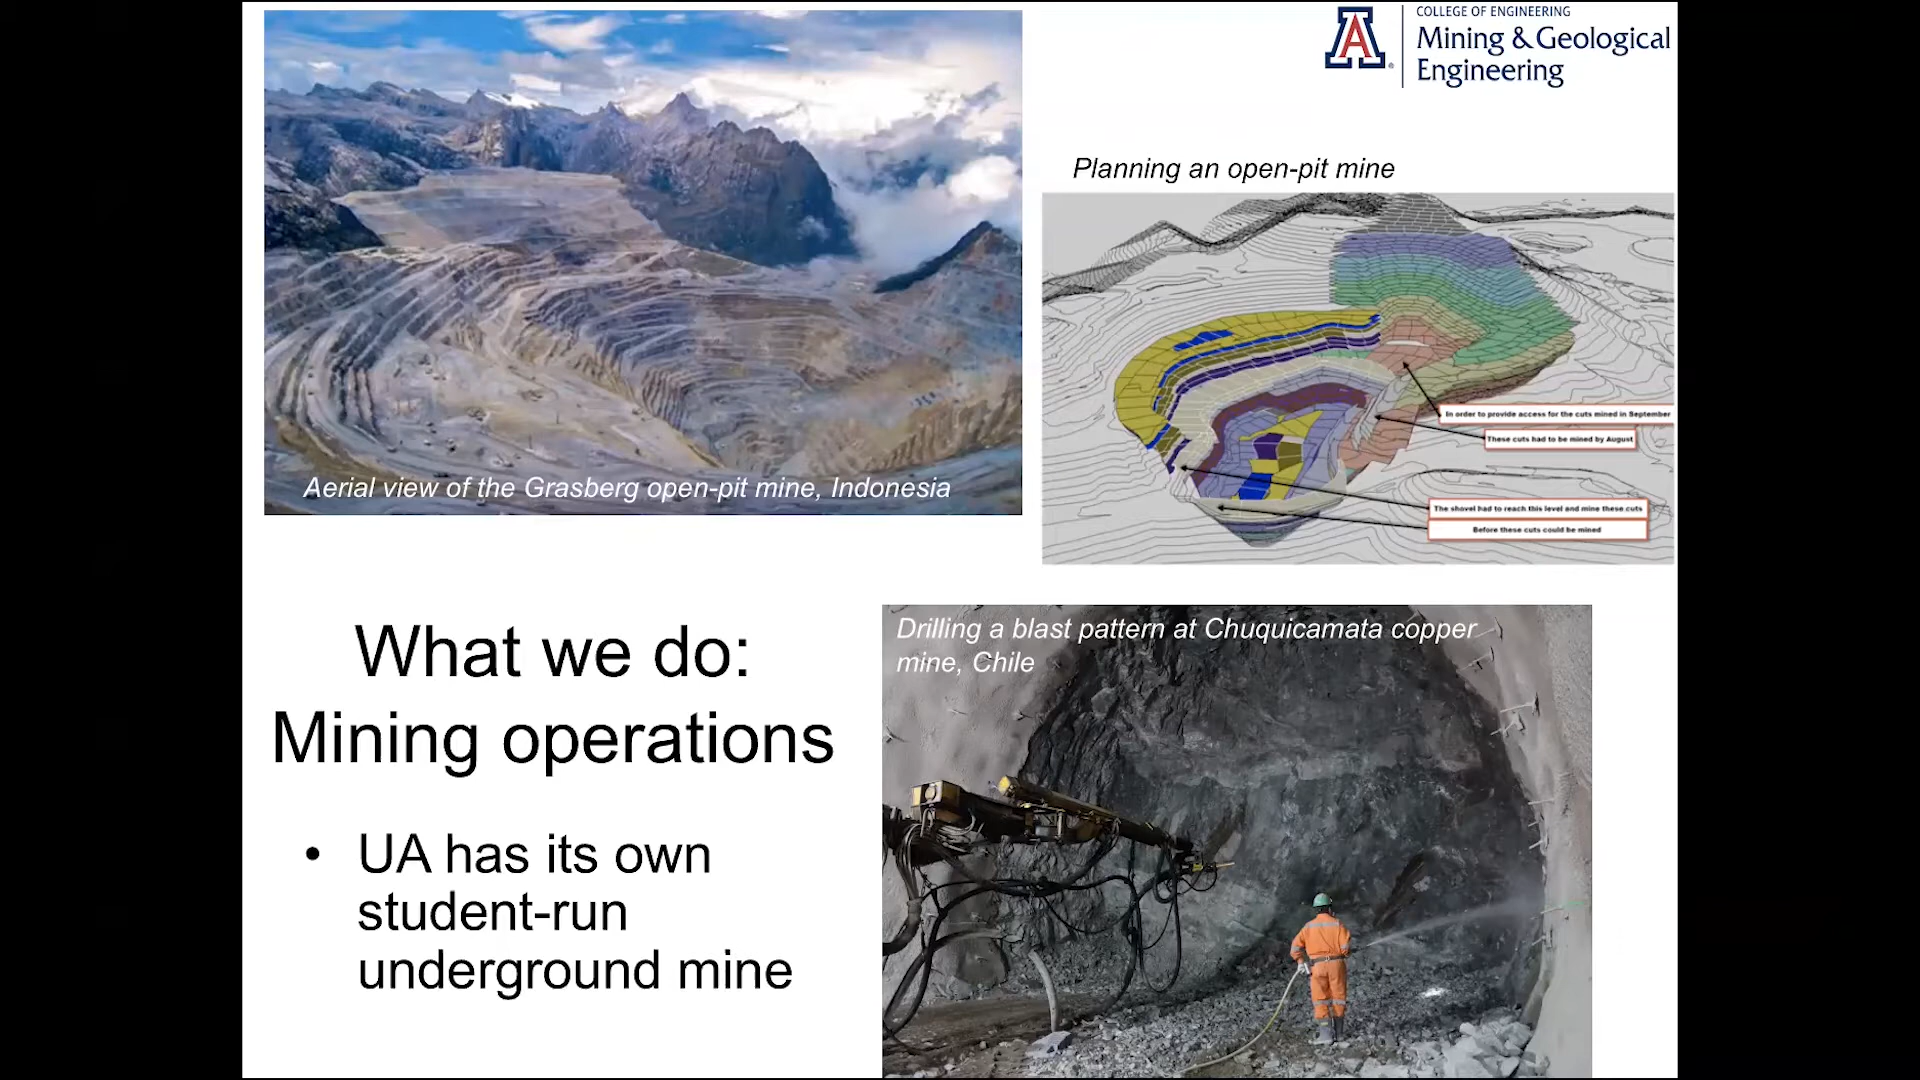 COLLEGE OF ENGINEERING
Mining & Geological
Engineering
Planning an open-pit mine
In order to provide access for the cuts mined in September
These cuts had to be mined by August
The shovel had to reach this level and mine these cuts
Before these cuts could be mined
Aerial view of the Grasberg open-pit mine, Indonesia
What we do:
Mining operations
• UA has its own
student-run
underground mine
Drilling a blast pattern at Chuquicamata copper
mine, Chile